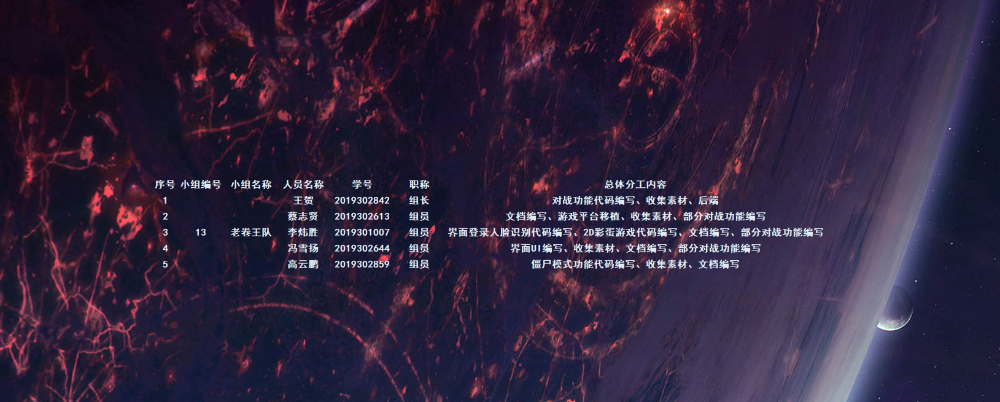 序号 小组编号 小组名称 人员名称 学号 职称 总体分工内容
1 王贺 2019302842 组长 对战功能代码编写、收集素材、后端
2 蔡志贤 2019302613 组员 文档编写、游戏平台移植、收集素材、部分对战功能编写
3 13 老卷王队 李炜胜 2019301007 组员 界面登录人脸识别代码编写、2D彩蛋游戏代码编写、文档编写、部分对战功能编写
4 冯雪扬 2019302644 组员 界面UI编写、收集素材、文档编写、部分对战功能编写
5 高云鹏 2019302859 组员 僵尸模式功能代码编写、收集素材、文档编写